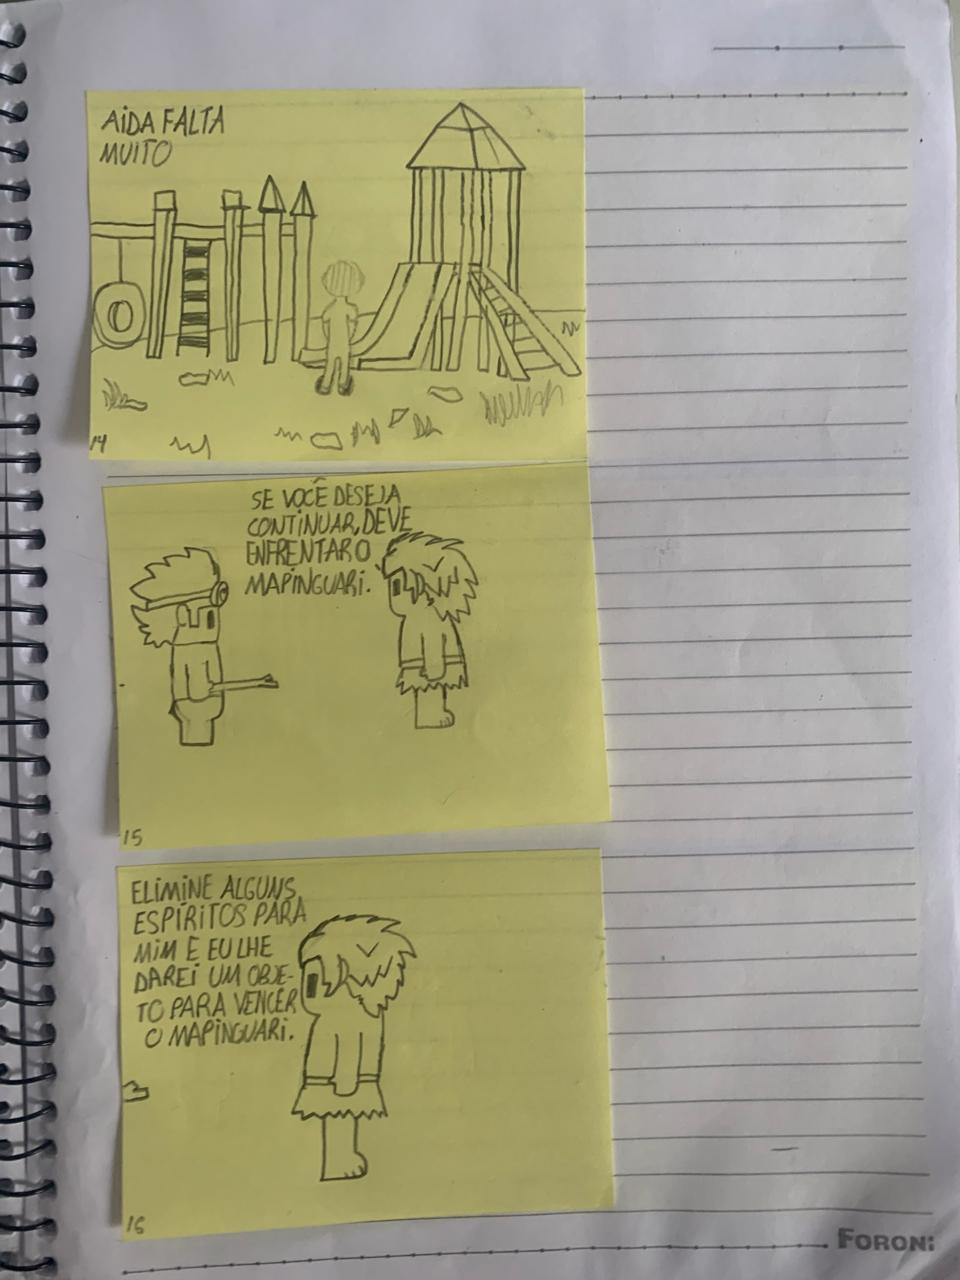 AIDA FALTA
MUITO
14
SE VOCÊ DESEJA
CONTINUAR, DEVE
ENFRENTAR O
MAPINGUARI.
15
ELIMINE ALGUNS
ESPÍRITOS PARA
MIM E EU LHE
DAREI UM OBJE-
TO PARA VENCER
O MAPINGUARI.
16
FORONI